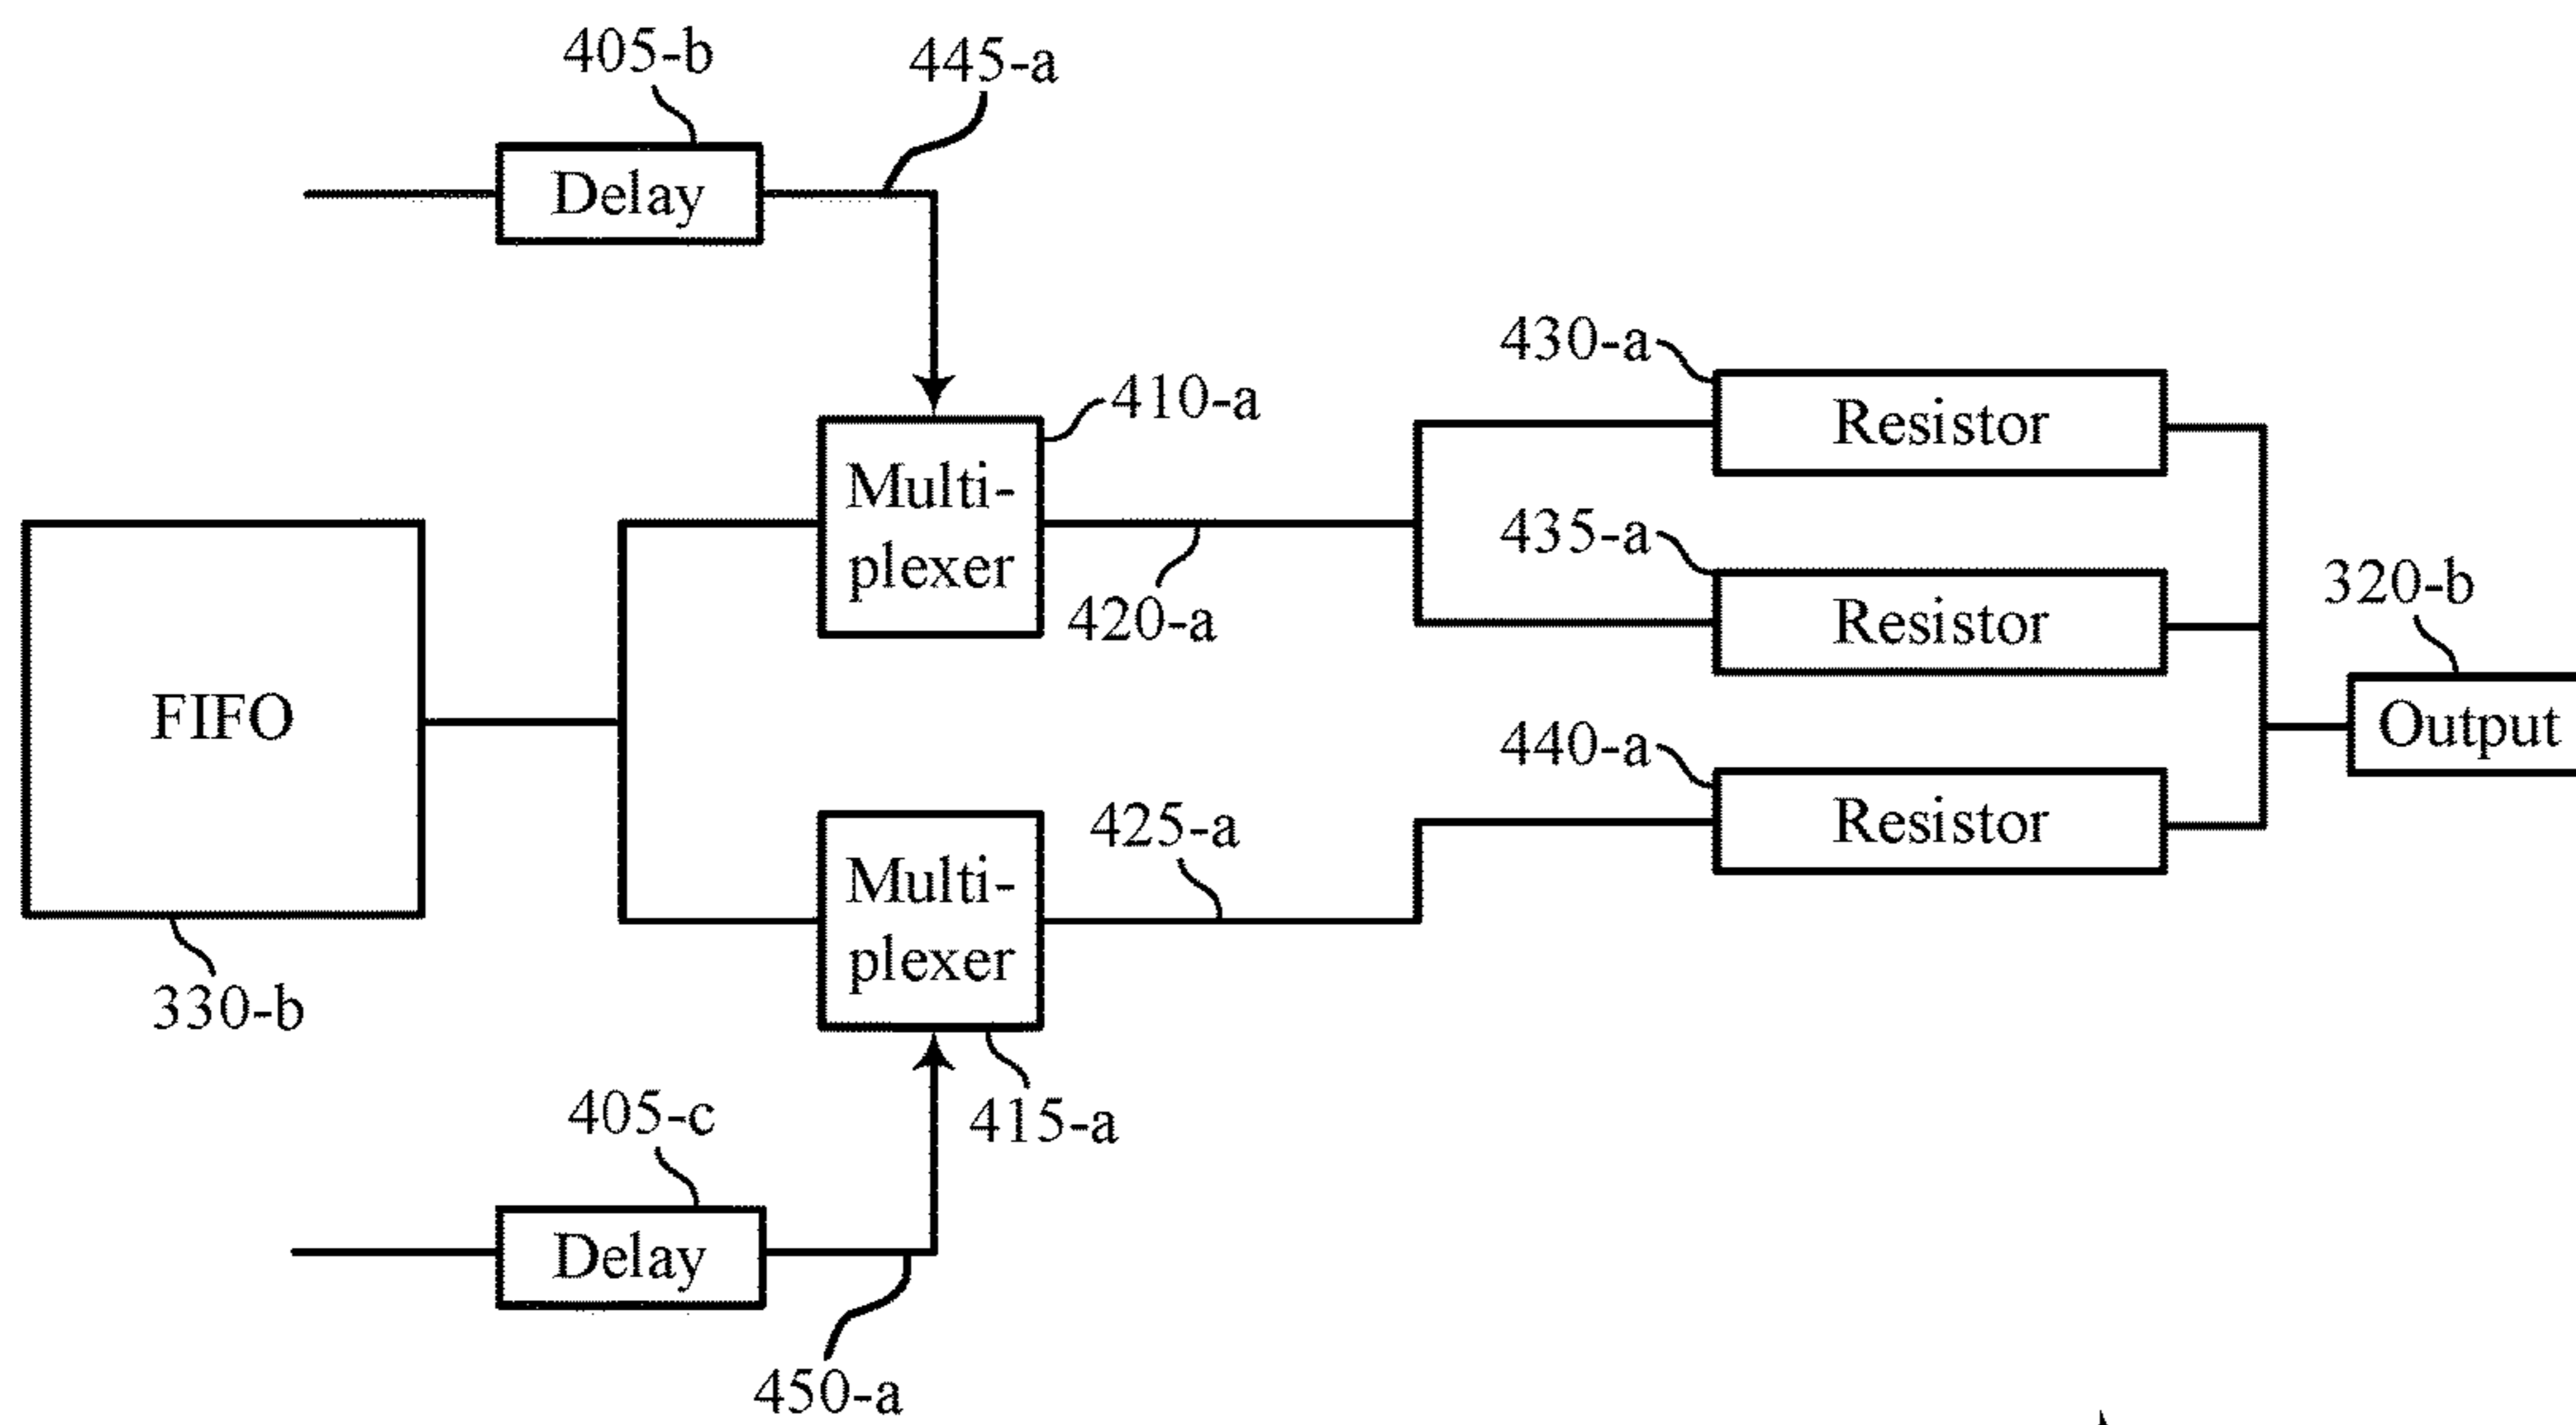 405-b
445-a
Delay
430-a
Resistor
410-a
Multi-
plexer
420-a
435-a
Resistor
320-b
Output
FIFO
330-b
440-a
Resistor
425-a
Multi-
plexer
415-a
405-c
Delay
450-a